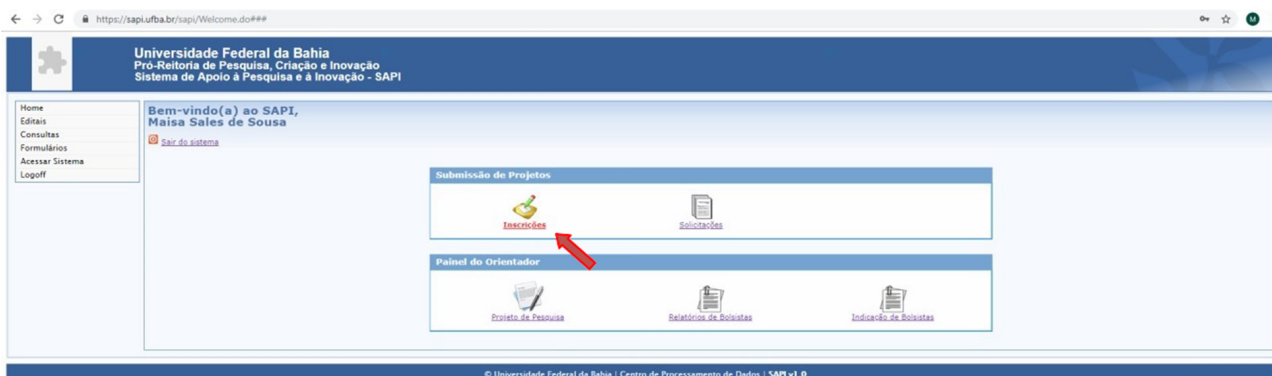 https://sapi.ufba.br/sapi/Welcome.do###
M
Universidade Federal da Bahia
Pró-Reitoria de Pesquisa, Criação e Inovação
Sistema de Apoio à Pesquisa e à Inovação - SAPI
Home
Editais
Consultas
Formulários
Acessar Sistema
Logoff
Bem-vindo(a) ao SAPI,
Maisa Sales de Sousa
Sair do sistema
Submissão de Projetos
Inscrições
Solicitações
Painel do Orientador
Projeto de Pesquisa
Relatórios de Bolsistas
Indicação de Bolsistas
© Universidade Federal da Bahia | Centro de Processamento de Dados | SAPI v1.0